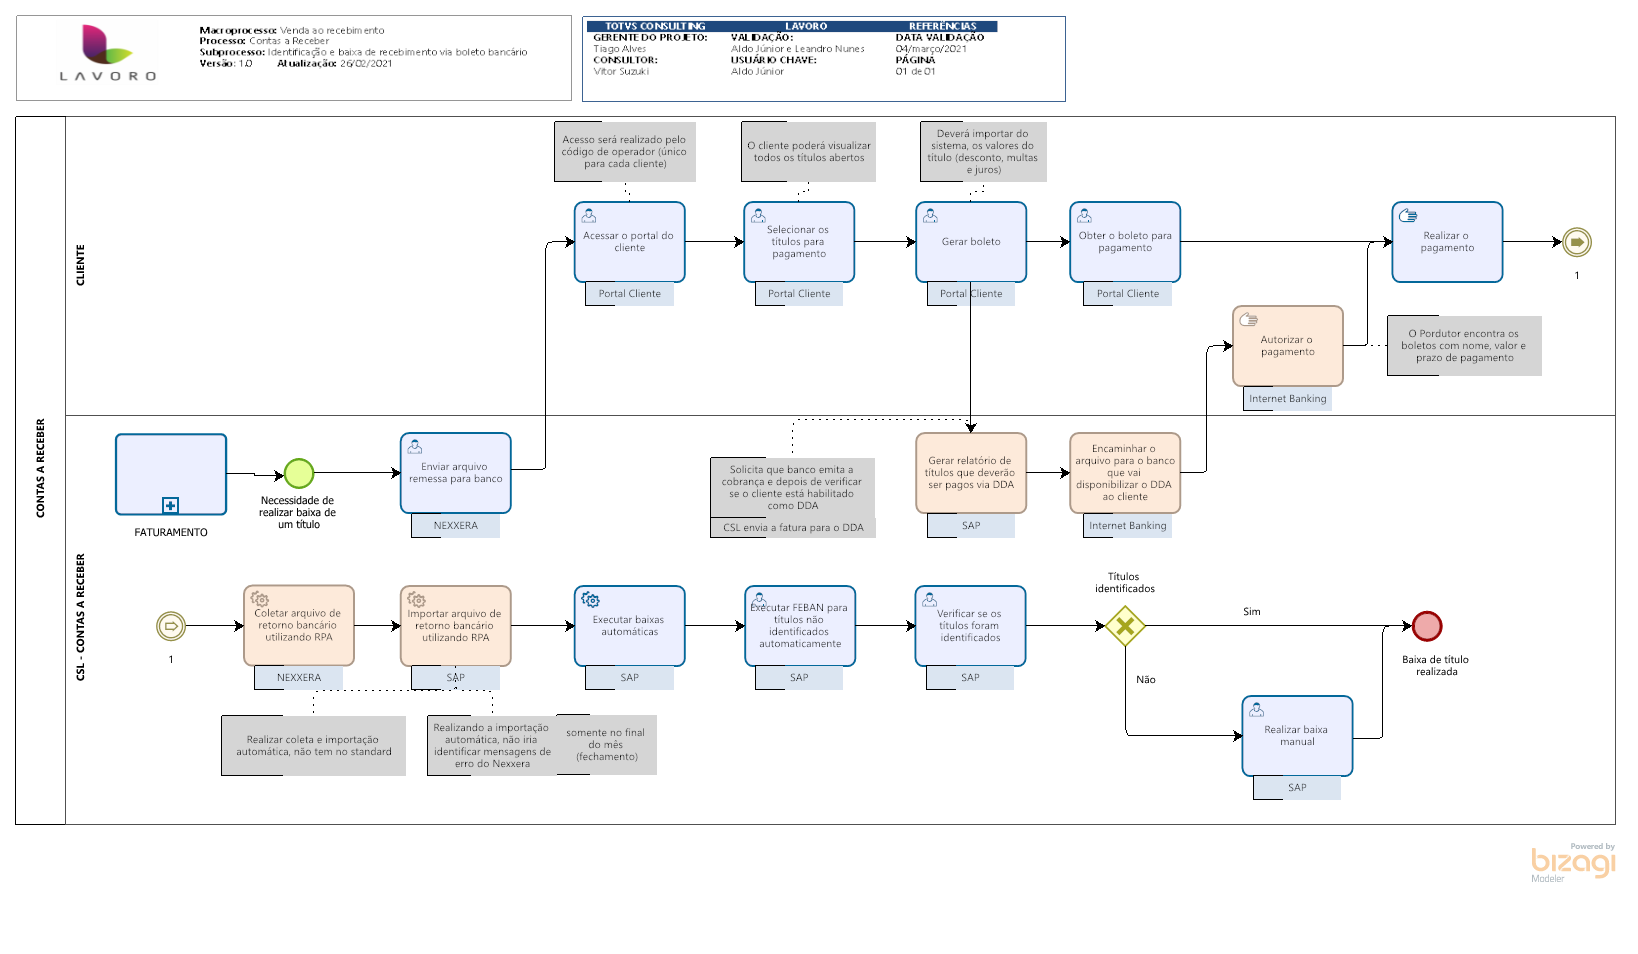 LAVORO
Macroprocesso: Venda ao recebimento
Processo: Contas a Receber
Subprocesso: Identificação e baixa de recebimento via boleto bancário
Versão: 1.0 Atualização: 26/02/2021
TOTVS CONSULTING LAVORO REFERÊNCIAS
GERENTE DO PROJETO: VALIDAÇÃO: DATA VALIDAÇÃO
Tiago Alves Aldo Júnior e Leandro Nunes 04/março/2021
CONSULTOR: USUÁRIO CHAVE: PÁGINA
Vitor Suzuki Aldo Júnior 01 de 01
CONTAS A RECEBER
CLIENTE
Acesso será realizado pelo
código de operador (único
para cada cliente)
O cliente poderá visualizar
todos os títulos abertos
Deverá importar do
sistema, os valores do
título (desconto, multas
e juros)
Acessar o portal do
cliente
Portal Cliente
Selecionar os
títulos para
pagamento
Portal Cliente
Gerar boleto
Portal Cliente
Obter o boleto para
pagamento
Portal Cliente
Realizar o
pagamento
1
Autorizar o
pagamento
Internet Banking
O Pordutor encontra os
boletos com nome, valor e
prazo de pagamento
CSL - CONTAS A RECEBER
FATURAMENTO
Necessidade de
realizar baixa de
um título
Enviar arquivo
remessa para banco
NEXXERA
Solicita que banco emita a
cobrança e depois de verificar
se o cliente está habilitado
como DDA
CSL envia a fatura para o DDA
Gerar relatório de
títulos que deverão
ser pagos via DDA
SAP
Encaminhar o
arquivo para o banco
que vai
disponibilizar o DDA
ao cliente
Internet Banking
1
Coletar arquivo de
retorno bancário
utilizando RPA
NEXXERA
Importar arquivo de
retorno bancário
utilizando RPA
SAP
Executar baixas
automáticas
SAP
Executar FEBAN para
títulos não
identificados
automaticamente
SAP
Verificar se os
títulos foram
identificados
SAP
Títulos
identificados
Sim
Não
Baixa de título
realizada
Realizar baixa
manual
SAP
Realizar coleta e importação
automática, não tem no standard
Realizando a importação
automática, não iria
identificar mensagens de
erro do Nexxera
somente no final
do mês
(fechamento)
Powered by
bizagi
Modeler